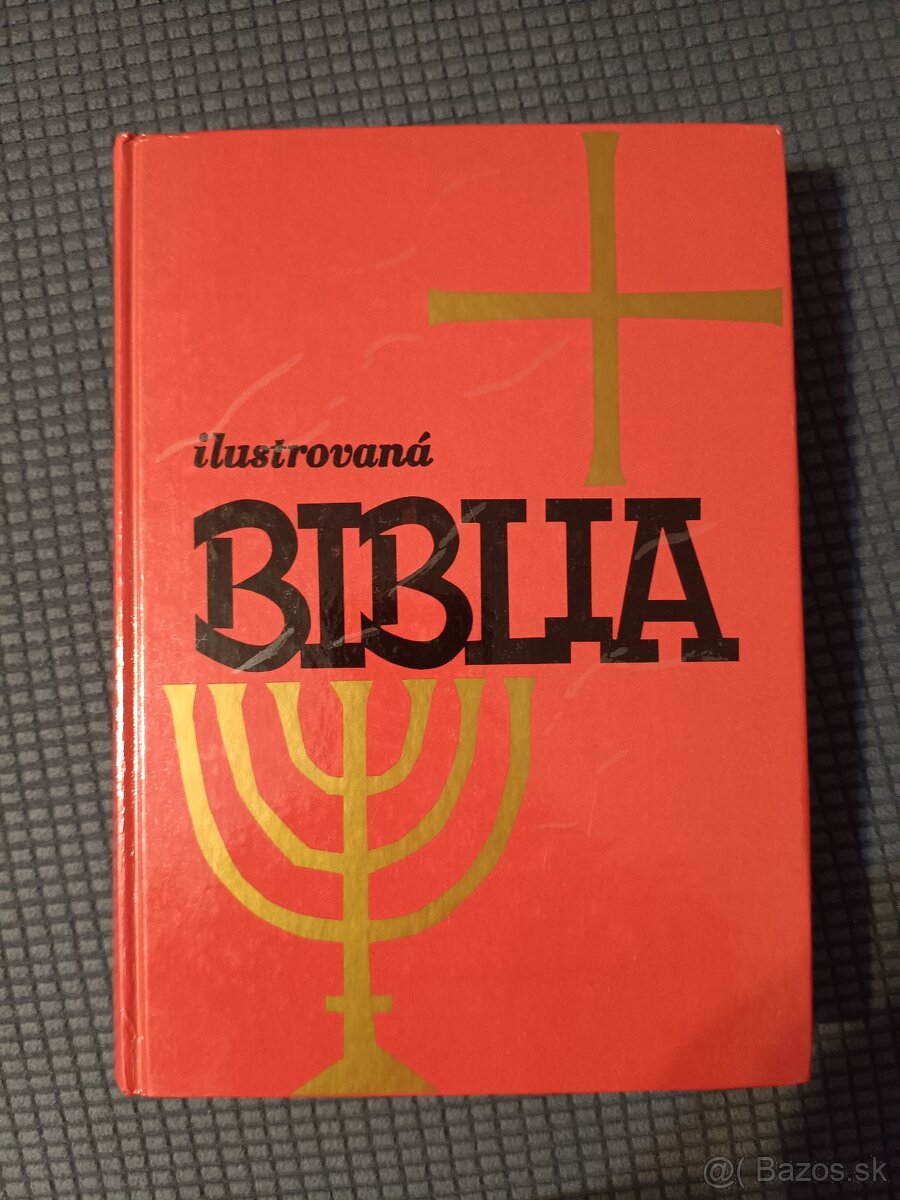 ilustrovaná
BIBLIA
@( Bazos.sk